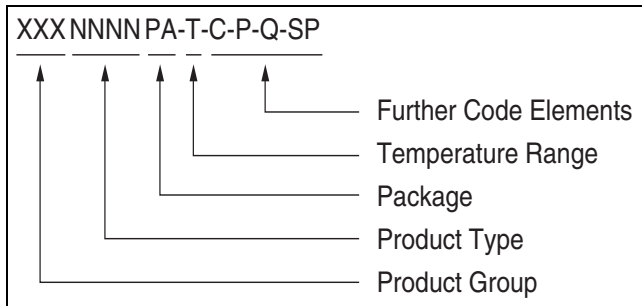 XXX NNNN PA-T-C-P-Q-SP
Further Code Elements
Temperature Range
Package
Product Type
Product Group